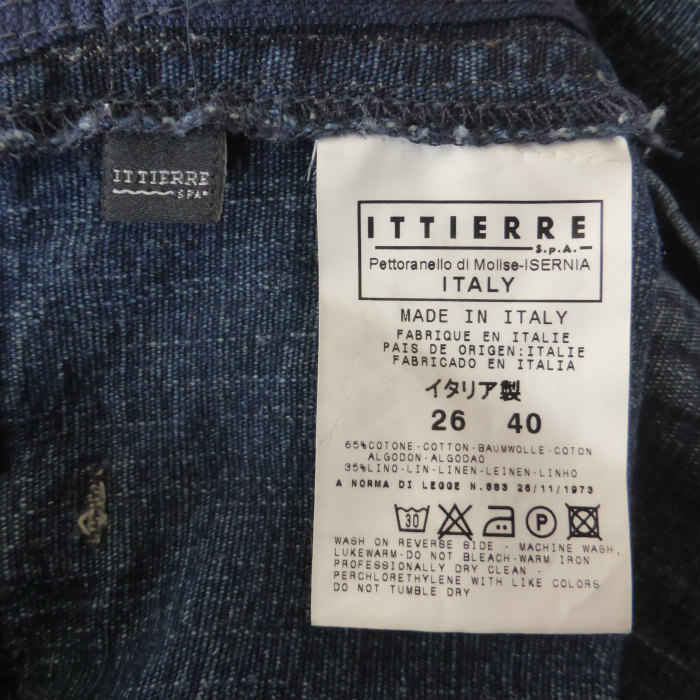 ITTIERRE
SPA
ITTIERRE
S.p.A.
Pettoranello di Molise-ISERNIA
ITALY
MADE IN ITALY
FABRIQUE EN ITALIE
PAIS DE ORIGEN:ITALIE
FABRICADO EN ITALIA
イタリア製
26 40
65%COTONE-COTTON-BAUMWOLLE-COTON
ALGODON-ALGODAO
35%LINO-LIN-LINEN-LEINEN-LINHO
A NORMA DI LEGGE N.883 26/11/1973
30 P
WASH ON REVERSE SIDE - MACHINE WASH
LUKEWARM-DO NOT BLEACH-WARM IRON
PROFESSIONALLY DRY CLEAN -
PERCHLORETHYLENE WITH LIKE COLORS
DO NOT TUMBLE DRY